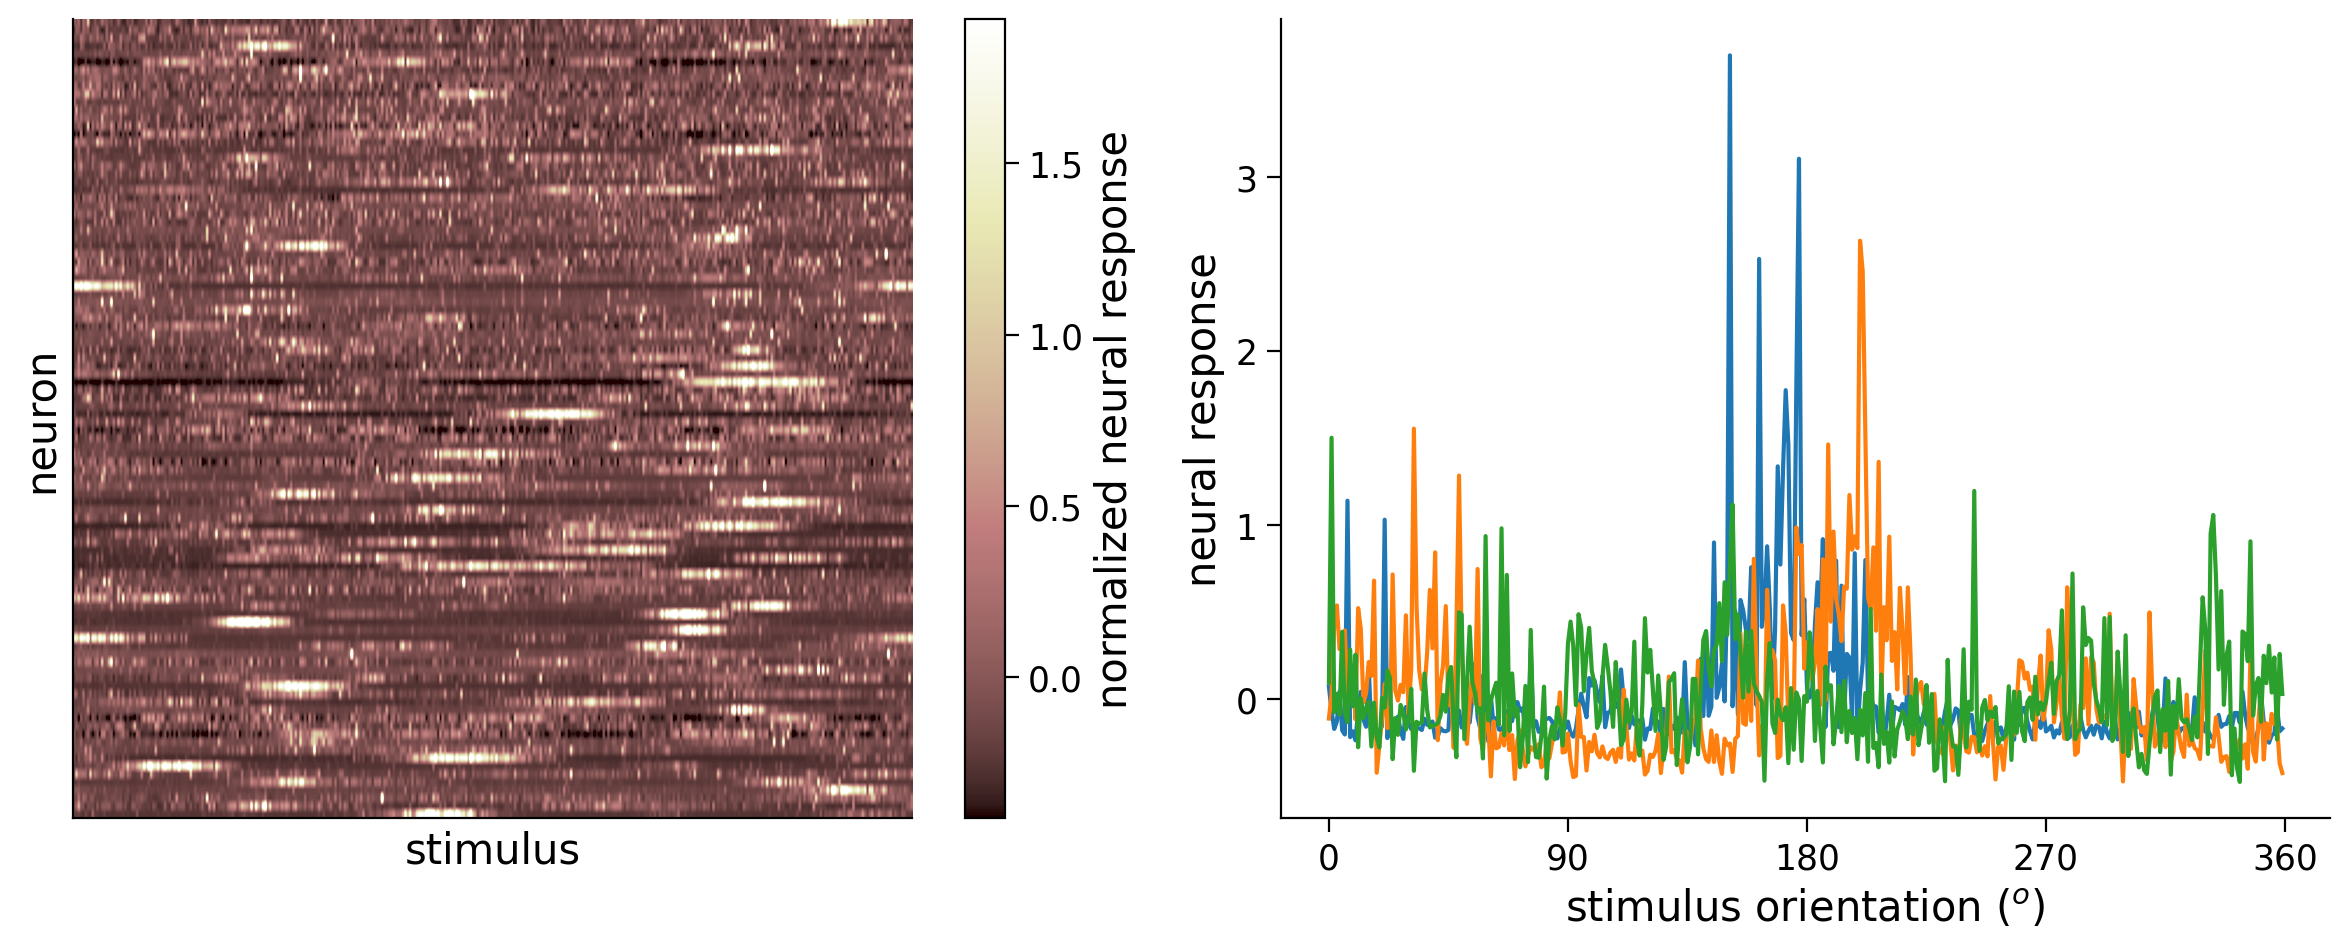 neuron
stimulus
1.5
1.0
0.5
0.0
normalized neural response
neural response
3
2
1
0
0
90
180
270
360
stimulus orientation (°)